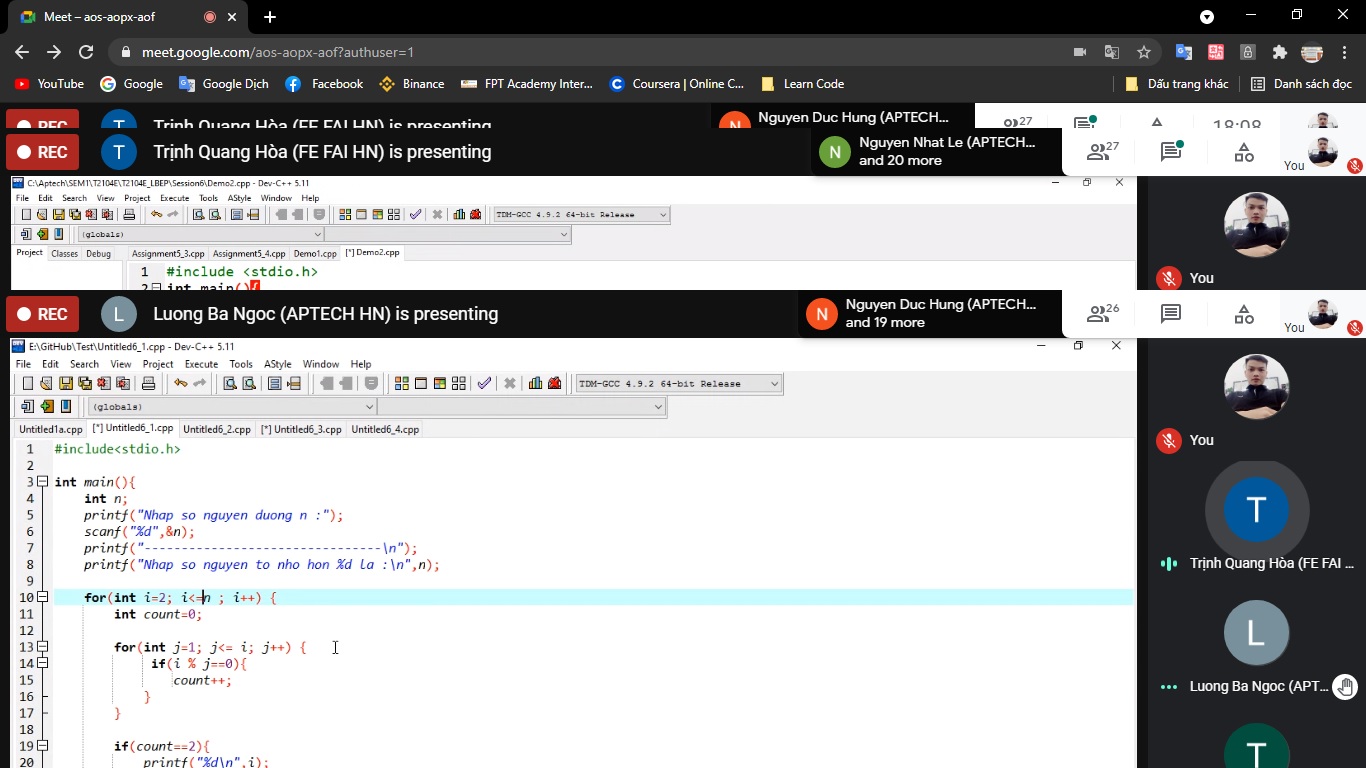 Meet – aos-aopx-aof
meet.google.com/aos-aopx-aof?authuser=1
YouTube Google Google Dịch Facebook Binance FPT Academy Inter... Coursera | Online C... Learn Code Dấu trang khác Danh sách đọc
REC T Trịnh Quang Hòa (FE FAI HN) is presenting N Nguyen Duc Hung (APTECH... 27 18:08
REC T Trịnh Quang Hòa (FE FAI HN) is presenting N Nguyen Nhat Le (APTECH... 27
and 20 more You
C:\Aptech\SEM1\T2104E\T2104E_LBEP\Session6\Demo2.cpp - Dev-C++ 5.11
File Edit Search View Project Execute Tools AStyle Window Help
TDM-GCC 4.9.2 64-bit Release
(globals)
Project Classes Debug Assignment5_3.cpp Assignment5_4.cpp Demo1.cpp [*] Demo2.cpp
1 #include <stdio.h>
2 int main(){
You
REC L Luong Ba Ngoc (APTECH HN) is presenting N Nguyen Duc Hung (APTECH... 26
and 19 more You
E:\GitHub\Test\Untitled6_1.cpp - Dev-C++ 5.11
File Edit Search View Project Execute Tools AStyle Window Help
TDM-GCC 4.9.2 64-bit Release
(globals)
Untitled1a.cpp [*] Untitled6_1.cpp Untitled6_2.cpp [*] Untitled6_3.cpp Untitled6_4.cpp
You
1 #include<stdio.h>
2
3 int main(){
4 int n;
5 printf("Nhap so nguyen duong n :");
6 scanf("%d",&n);
7 printf("--------------------------------\n");
8 printf("Nhap so nguyen to nho hon %d la :\n",n);
9
10 for(int i=2; i<=n ; i++) {
11 int count=0;
12
13 for(int j=1; j<= i; j++) {
14 if(i % j==0){
15 count++;
16 }
17 }
18
19 if(count==2){
20 printf("%d\n",i);
T
Trịnh Quang Hòa (FE FAI ...
L
Luong Ba Ngoc (APT...
T